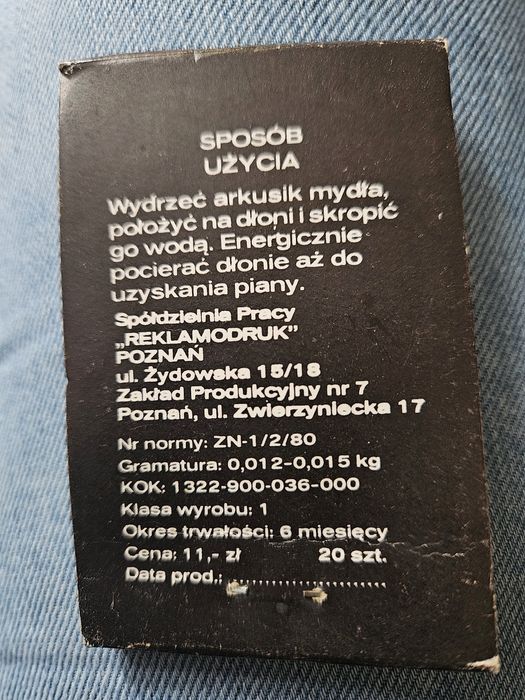 SPOSÓB
UŻYCIA
Wydrzeć arkusik mydła,
położyć na dłoni i skropić
go wodą. Energicznie
pocierać dłonie aż do
uzyskania piany.
Spółdzielnia Pracy
„REKLAMODRUK”
POZNAŃ
ul. Żydowska 15/18
Zakład Produkcyjny nr 7
Poznań, ul. Zwierzyniecka 17
Nr normy: ZN-1/2/80
Gramatura: 0,012-0,015 kg
KOK: 1322-900-036-000
Klasa wyrobu: 1
Okres trwałości: 6 miesięcy
Cena: 11,- zł 20 szt.
Data prod.: ........................